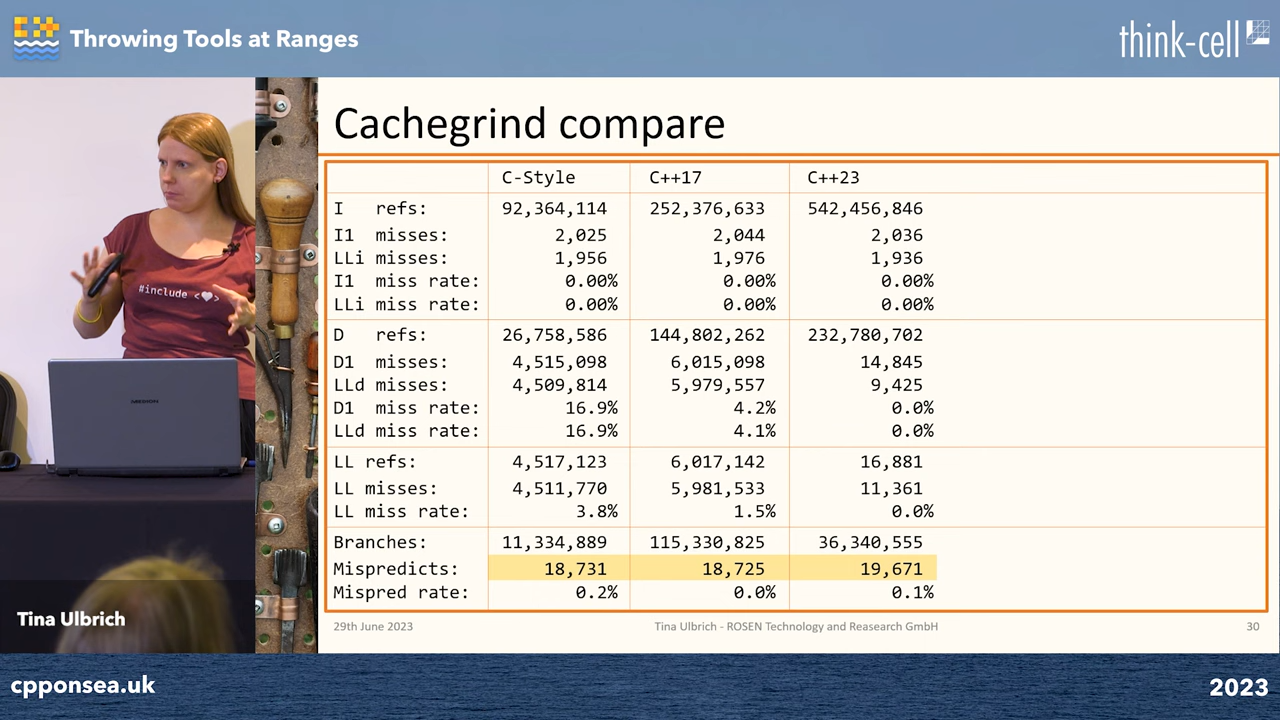 Throwing Tools at Ranges
think-cell
Cachegrind compare
C-Style C++17 C++23
I refs: 92,364,114 252,376,633 542,456,846
I1 misses: 2,025 2,044 2,036
LLi misses: 1,956 1,976 1,936
I1 miss rate: 0.00% 0.00% 0.00%
LLi miss rate: 0.00% 0.00% 0.00%
D refs: 26,758,586 144,802,262 232,780,702
D1 misses: 4,515,098 6,015,098 14,845
LLd misses: 4,509,814 5,979,557 9,425
D1 miss rate: 16.9% 4.2% 0.0%
LLd miss rate: 16.9% 4.1% 0.0%
LL refs: 4,517,123 6,017,142 16,881
LL misses: 4,511,770 5,981,533 11,361
LL miss rate: 3.8% 1.5% 0.0%
Branches: 11,334,889 115,330,825 36,340,555
Mispredicts: 18,731 18,725 19,671
Mispred rate: 0.2% 0.0% 0.1%
29th June 2023 Tina Ulbrich - ROSEN Technology and Reasearch GmbH 30
#include <♥>
MEDION
Tina Ulbrich
cpponsea.uk
2023